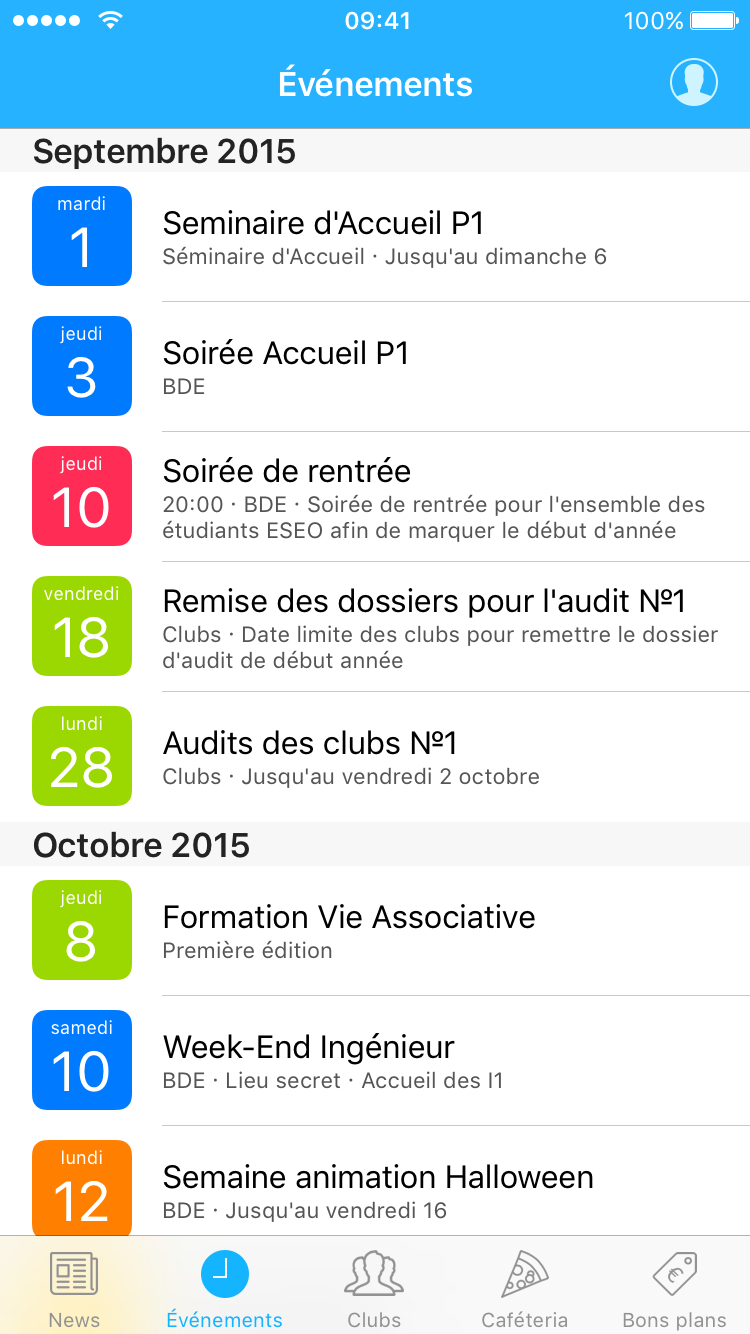 09:41
100%
Événements
Septembre 2015
mardi
1
Seminaire d'Accueil P1
Séminaire d'Accueil · Jusqu'au dimanche 6
jeudi
3
Soirée Accueil P1
BDE
jeudi
10
Soirée de rentrée
20:00 · BDE · Soirée de rentrée pour l'ensemble des
étudiants ESEO afin de marquer le début d'année
vendredi
18
Remise des dossiers pour l'audit №1
Clubs · Date limite des clubs pour remettre le dossier
d'audit de début année
lundi
28
Audits des clubs №1
Clubs · Jusqu'au vendredi 2 octobre
Octobre 2015
jeudi
8
Formation Vie Associative
Première édition
samedi
10
Week-End Ingénieur
BDE · Lieu secret · Accueil des I1
lundi
12
Semaine animation Halloween
BDE · Jusqu'au vendredi 16
News
Événements
Clubs
Caféteria
Bons plans